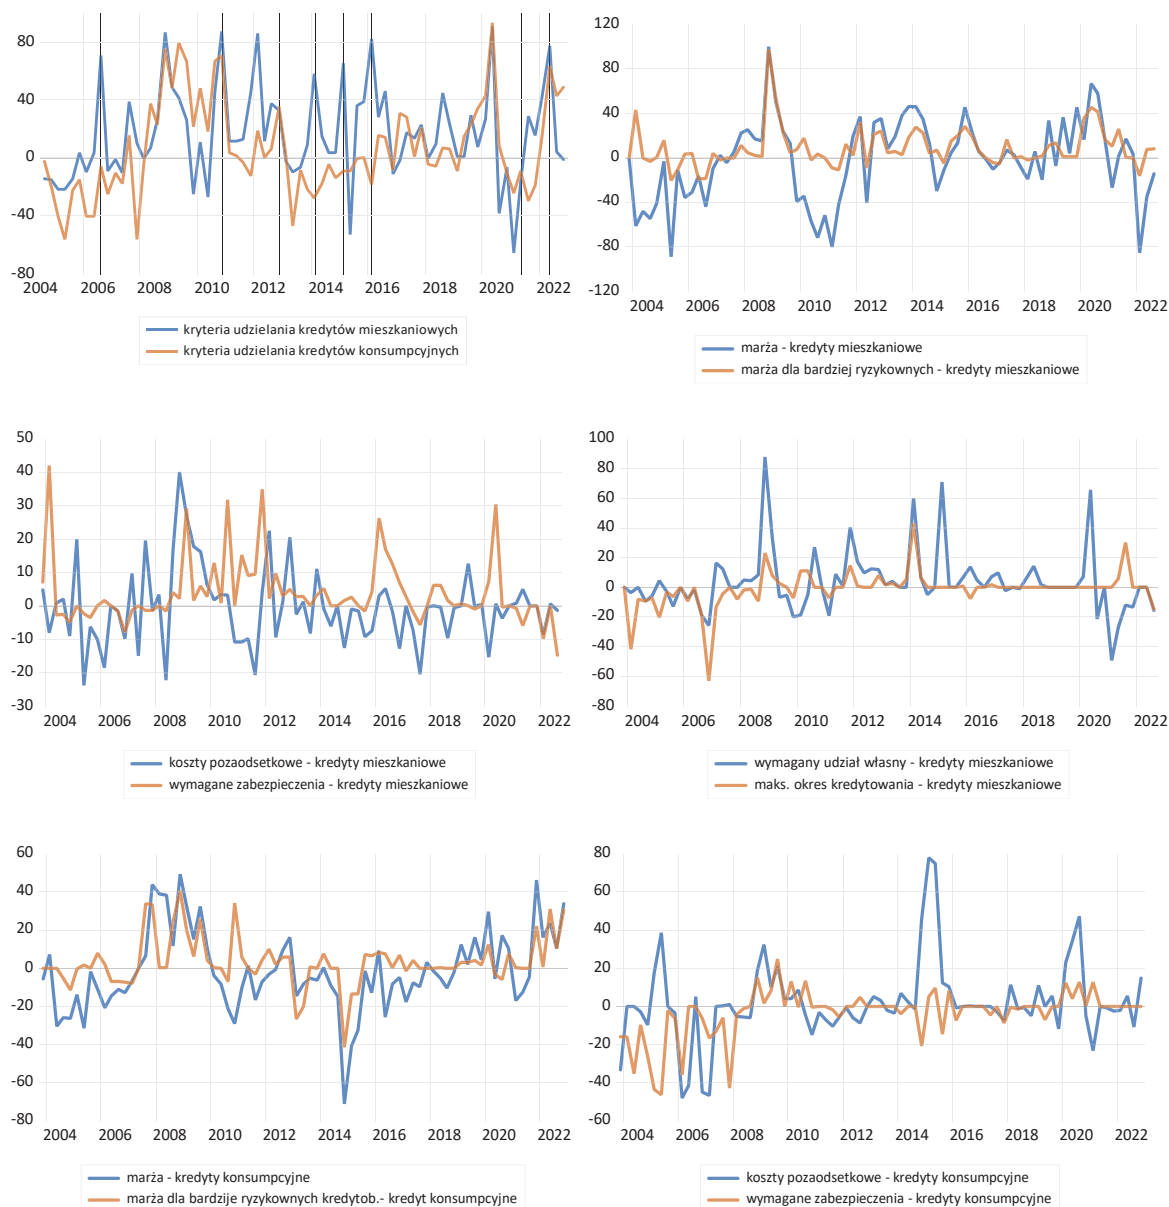 80
40
0
-40
-80
2004 2006 2008 2010 2012 2014 2016 2018 2020 2022
kryteria udzielania kredytów mieszkaniowych
kryteria udzielania kredytów konsumpcyjnych
120
80
40
0
-40
-80
-120
2004 2006 2008 2010 2012 2014 2016 2018 2020 2022
marża - kredyty mieszkaniowe
marża dla bardziej ryzykownych - kredyty mieszkaniowe
50
40
30
20
10
0
-10
-20
-30
2004 2006 2008 2010 2012 2014 2016 2018 2020 2022
koszty pozaodsetkowe - kredyty mieszkaniowe
wymagane zabezpieczenia - kredyty mieszkaniowe
100
80
60
40
20
0
-20
-40
-60
-80
2004 2006 2008 2010 2012 2014 2016 2018 2020 2022
wymagany udział własny - kredyty mieszkaniowe
maks. okres kredytowania - kredyty mieszkaniowe
60
40
20
0
-20
-40
-60
-80
2004 2006 2008 2010 2012 2014 2016 2018 2020 2022
marża - kredyty konsumpcyjne
marża dla bardzije ryzykownych kredytob.- kredyt konsumpcyjne
80
60
40
20
0
-20
-40
-60
2004 2006 2008 2010 2012 2014 2016 2018 2020 2022
koszty pozaodsetkowe - kredyty konsumpcyjne
wymagane zabezpieczenia - kredyty konsumpcyjne